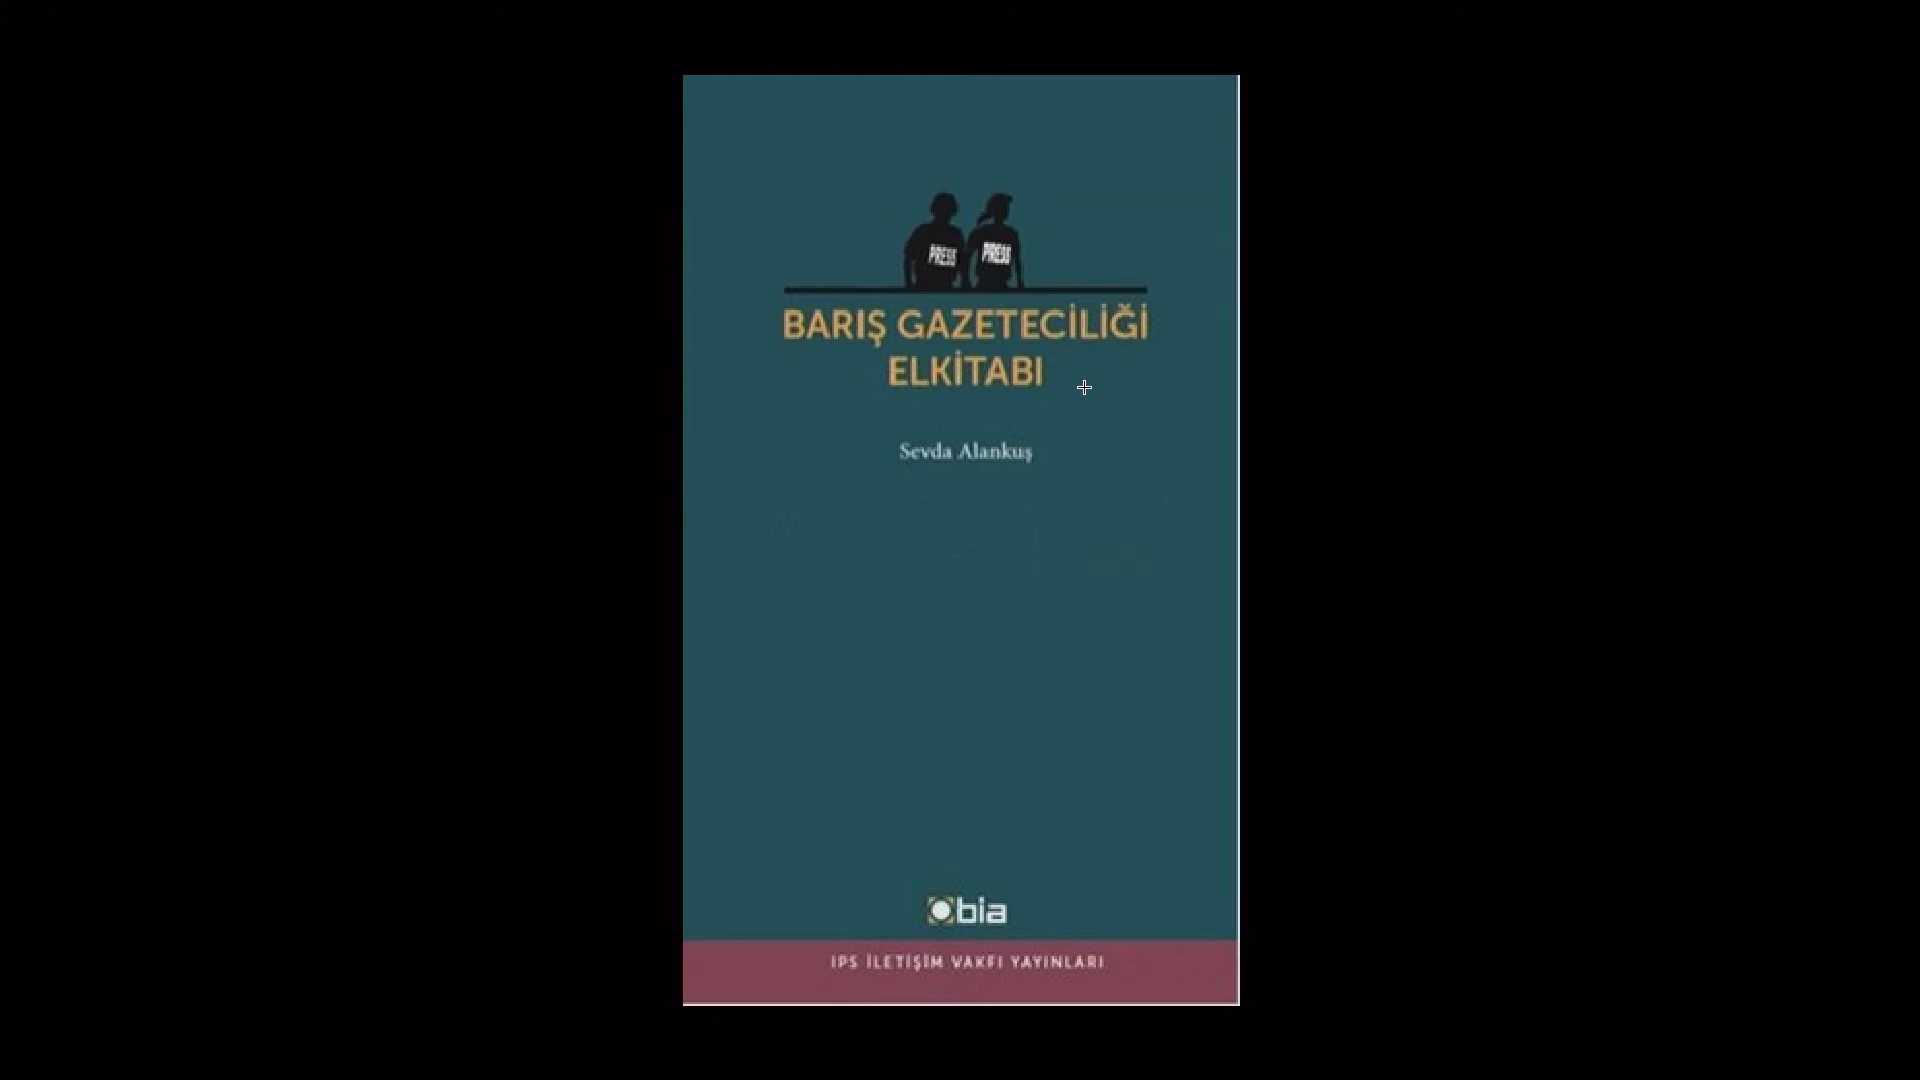 PRESS PRESS
BARIŞ GAZETECİLİĞİ
ELKİTABI
Sevda Alankuş
bia
IPS İLETİŞİM VAKFI YAYINLARI